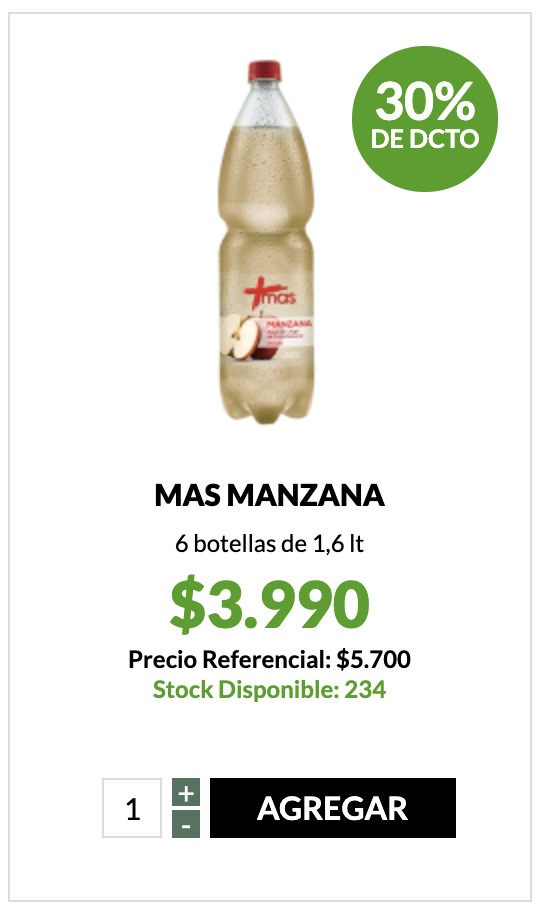 30%
DE DCTO
+mas
MANZANA
MAS MANZANA
6 botellas de 1,6 lt
$3.990
Precio Referencial: $5.700
Stock Disponible: 234
1
+
-
AGREGAR